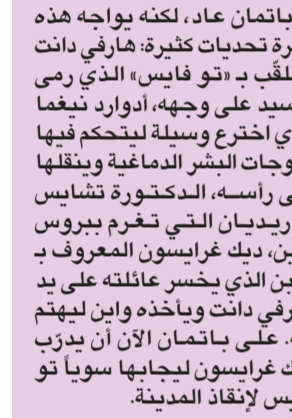 باتمان عاد، لكنه يواجه هذه
رة تحديات كثيرة: هارفي دانت
لقّب بـ «تو فايس» الذي رمى
سيد على وجهه، أدوارد نيغما
ي اخترع وسيلة ليتحكم فيها
وجات البشر الدماغية وينقلها
ى رأسه، الدكتورة تشايس
ريديان التي تغرم ببروس
ين، ديك غرايسون المعروف بـ
بن الذي يخسر عائلته على يد
رفي دانت ويأخذه واين ليهتم
. على باتمان الآن أن يدرّب
ك غرايسون ليجابها سوياً تو
يس لإنقاذ المدينة.